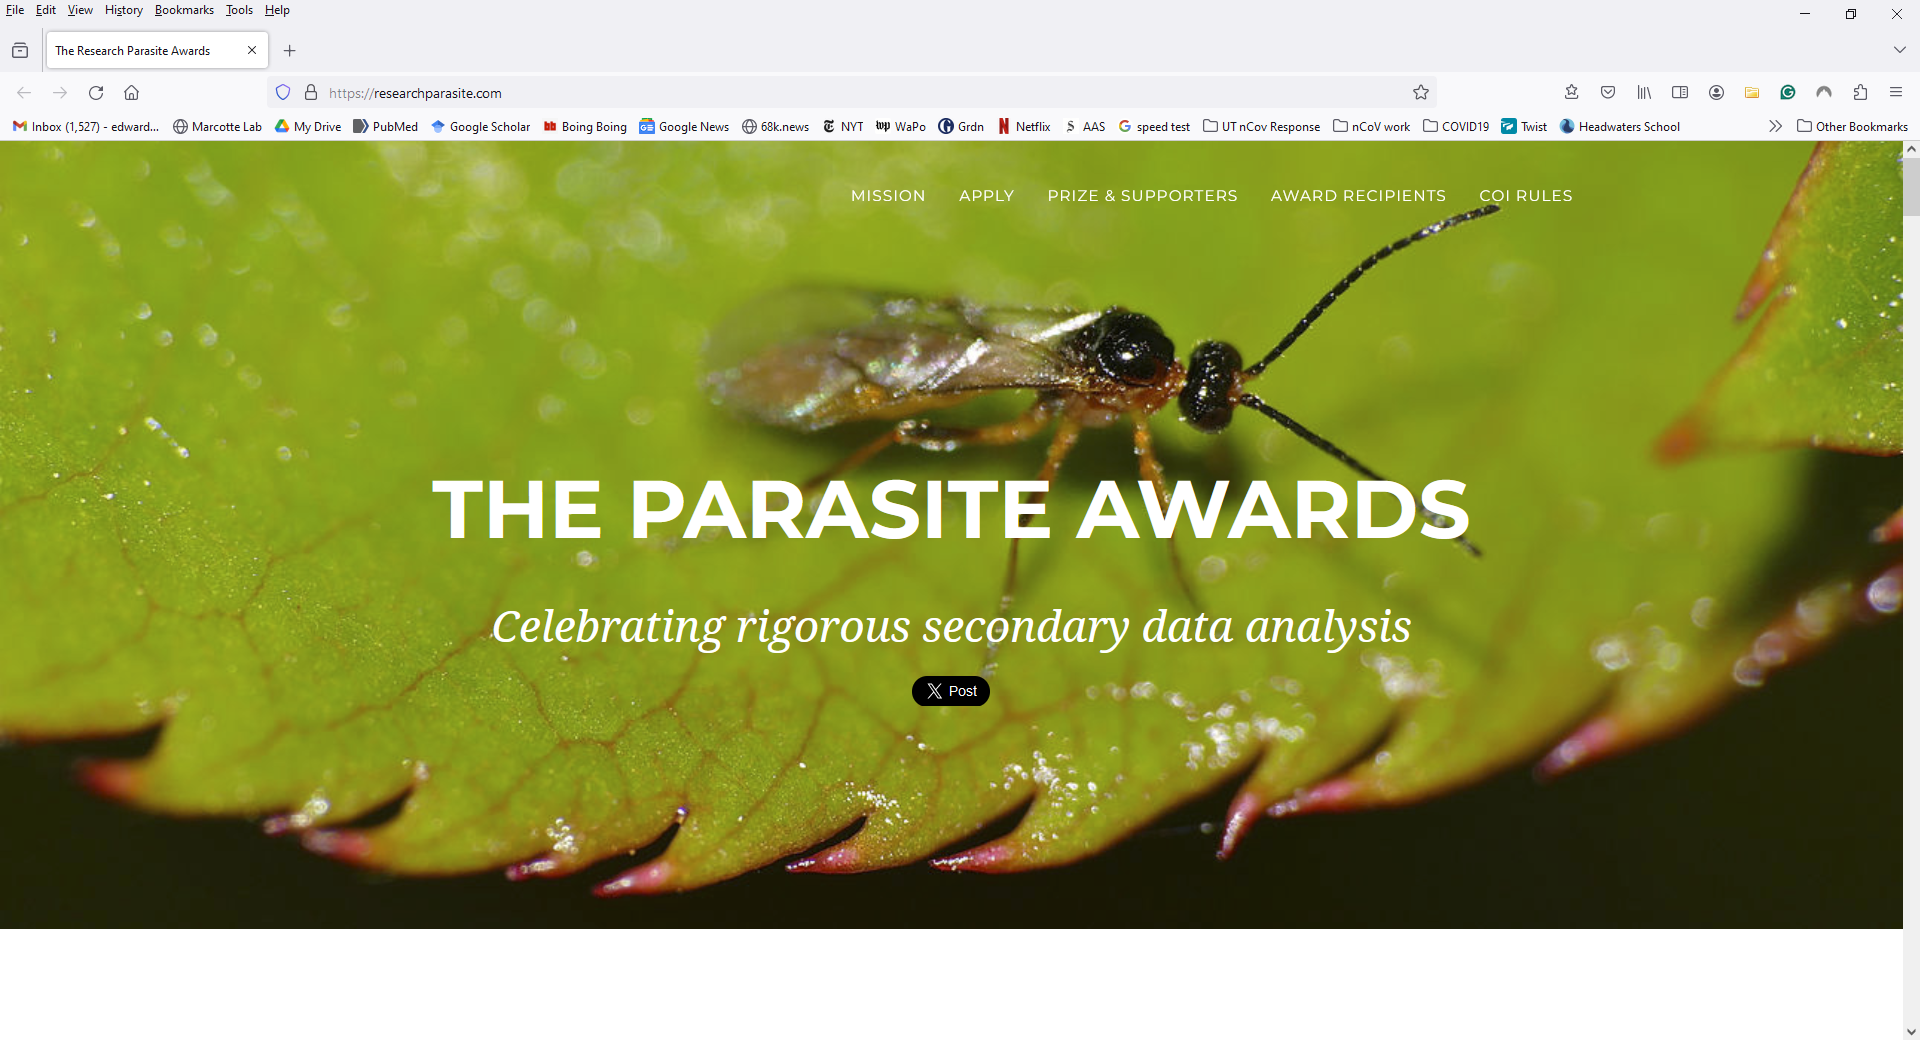 File Edit View History Bookmarks Tools Help
The Research Parasite Awards
https://researchparasite.com
Inbox (1,527) - edward... Marcotte Lab My Drive PubMed Google Scholar Boing Boing Google News 68k.news NYT WaPo Grdn Netflix AAS speed test UT nCov Response nCoV work COVID19 Twist Headwaters School Other Bookmarks
MISSION APPLY PRIZE & SUPPORTERS AWARD RECIPIENTS COI RULES
THE PARASITE AWARDS
Celebrating rigorous secondary data analysis
Post